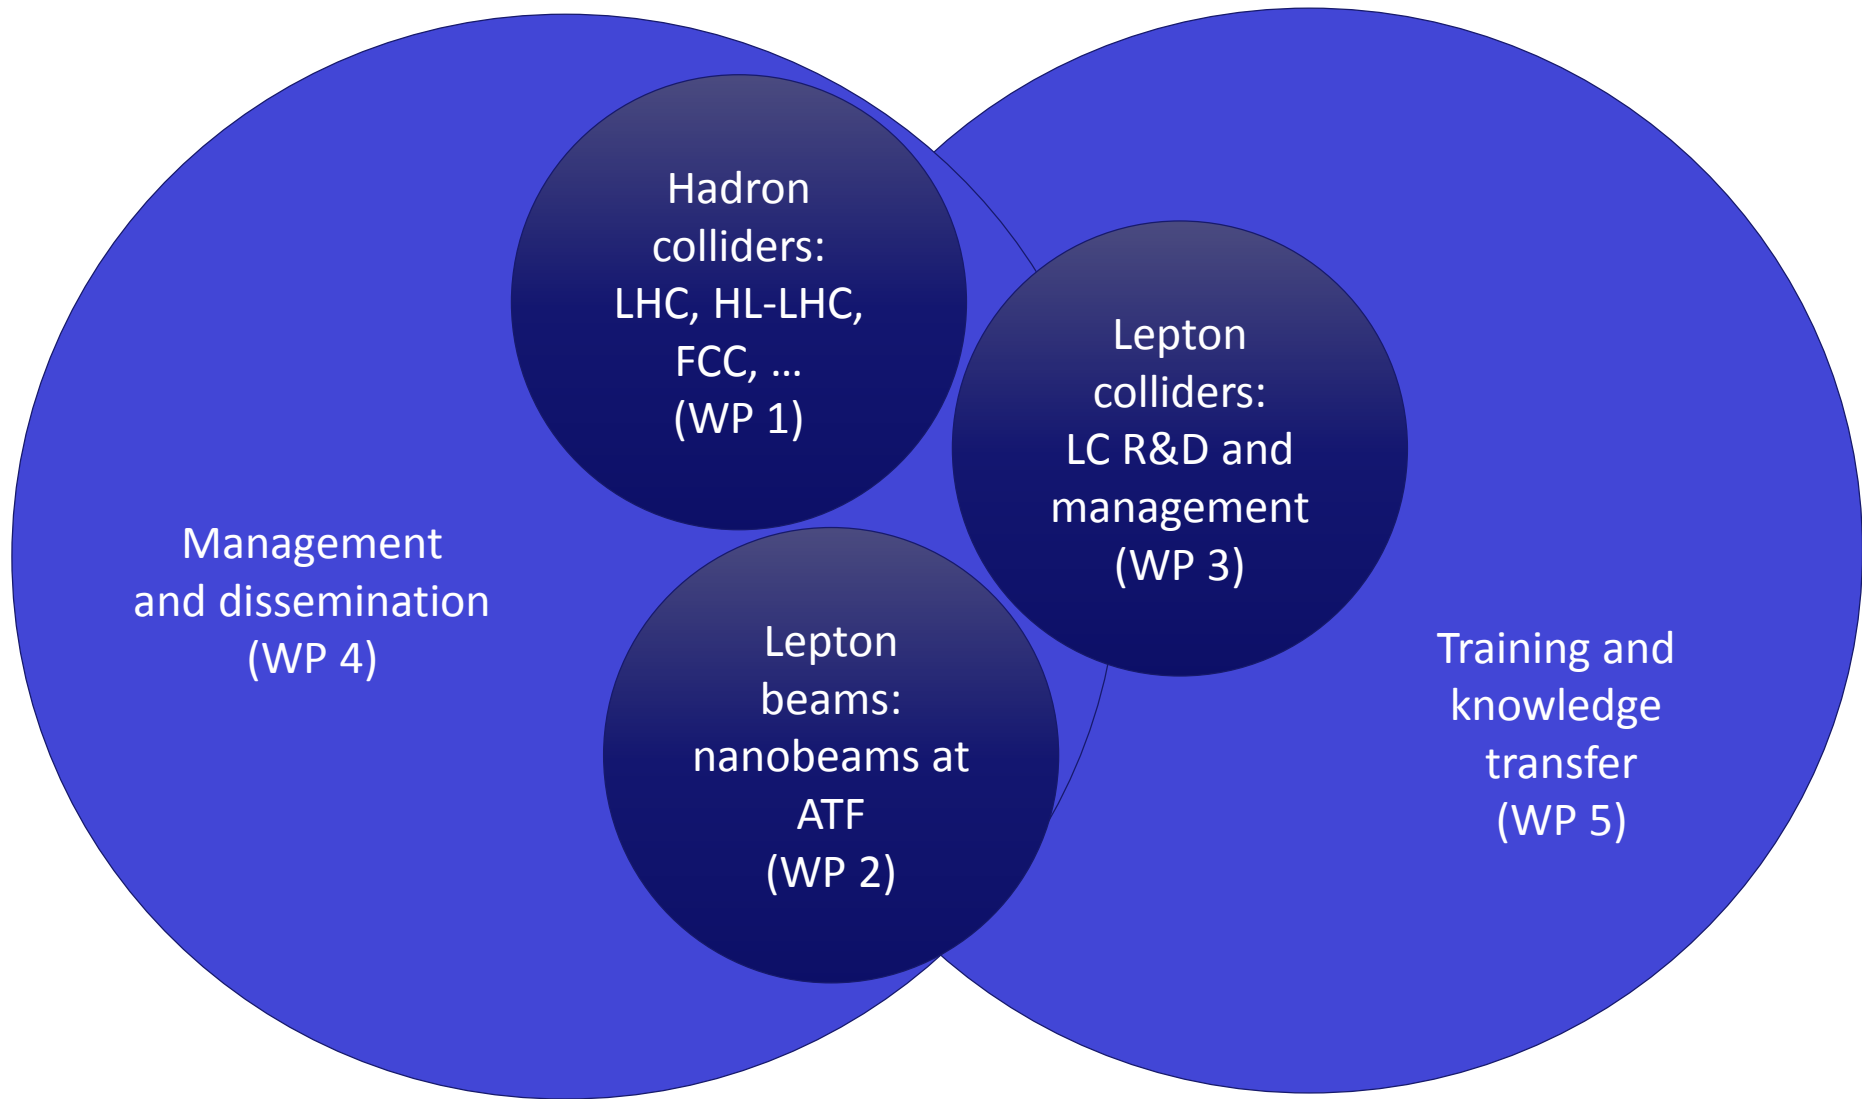 Hadron
colliders:
LHC, HL-LHC,
FCC, ...
(WP 1)
Lepton
colliders:
LC R&D and
management
(WP 3)
Management
and dissemination
(WP 4)
Lepton
beams:
nanobeams at
ATF
(WP 2)
Training and
knowledge
transfer
(WP 5)